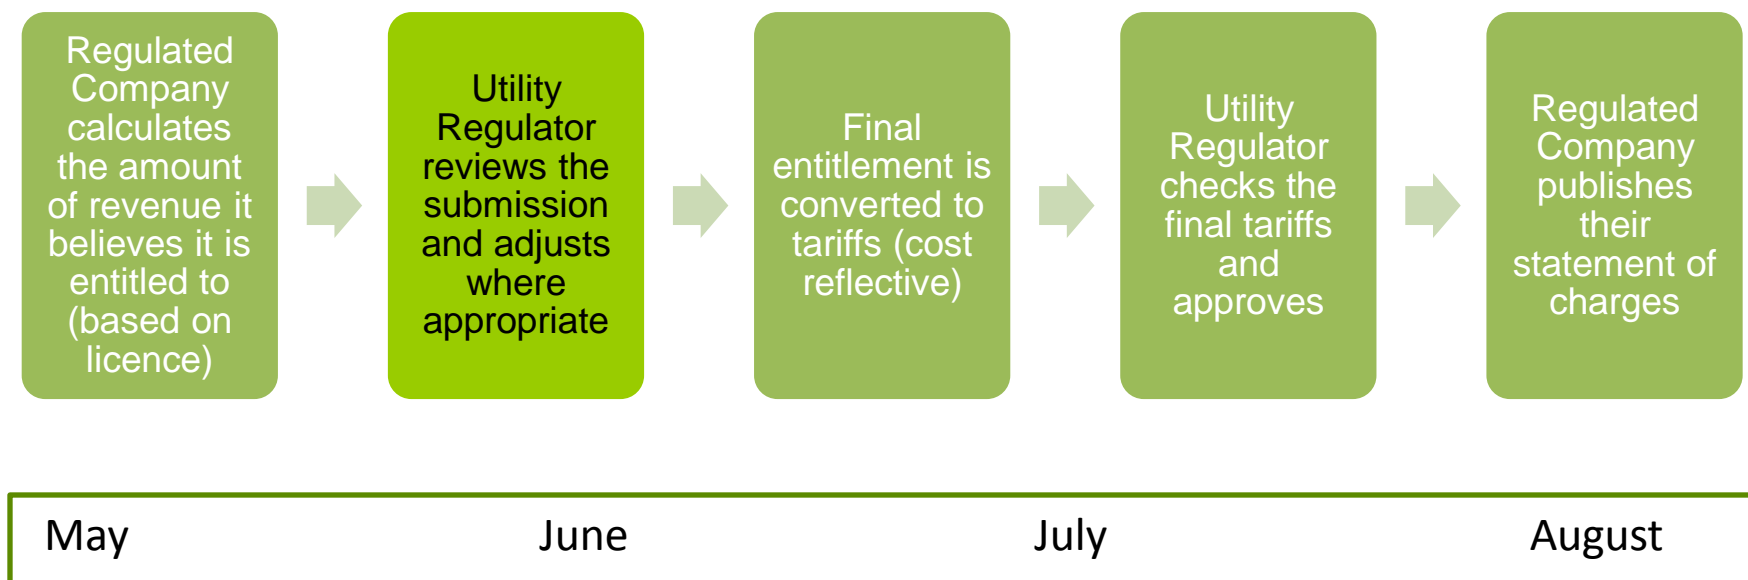 Regulated
Company
calculates
the amount
of revenue it
believes it is
entitled to
(based on
licence)
Utility
Regulator
reviews the
submission
and adjusts
where
appropriate
Final
entitlement is
converted to
tariffs (cost
reflective)
Utility
Regulator
checks the
final tariffs
and
approves
Regulated
Company
publishes
their
statement of
charges
May
June
July
August